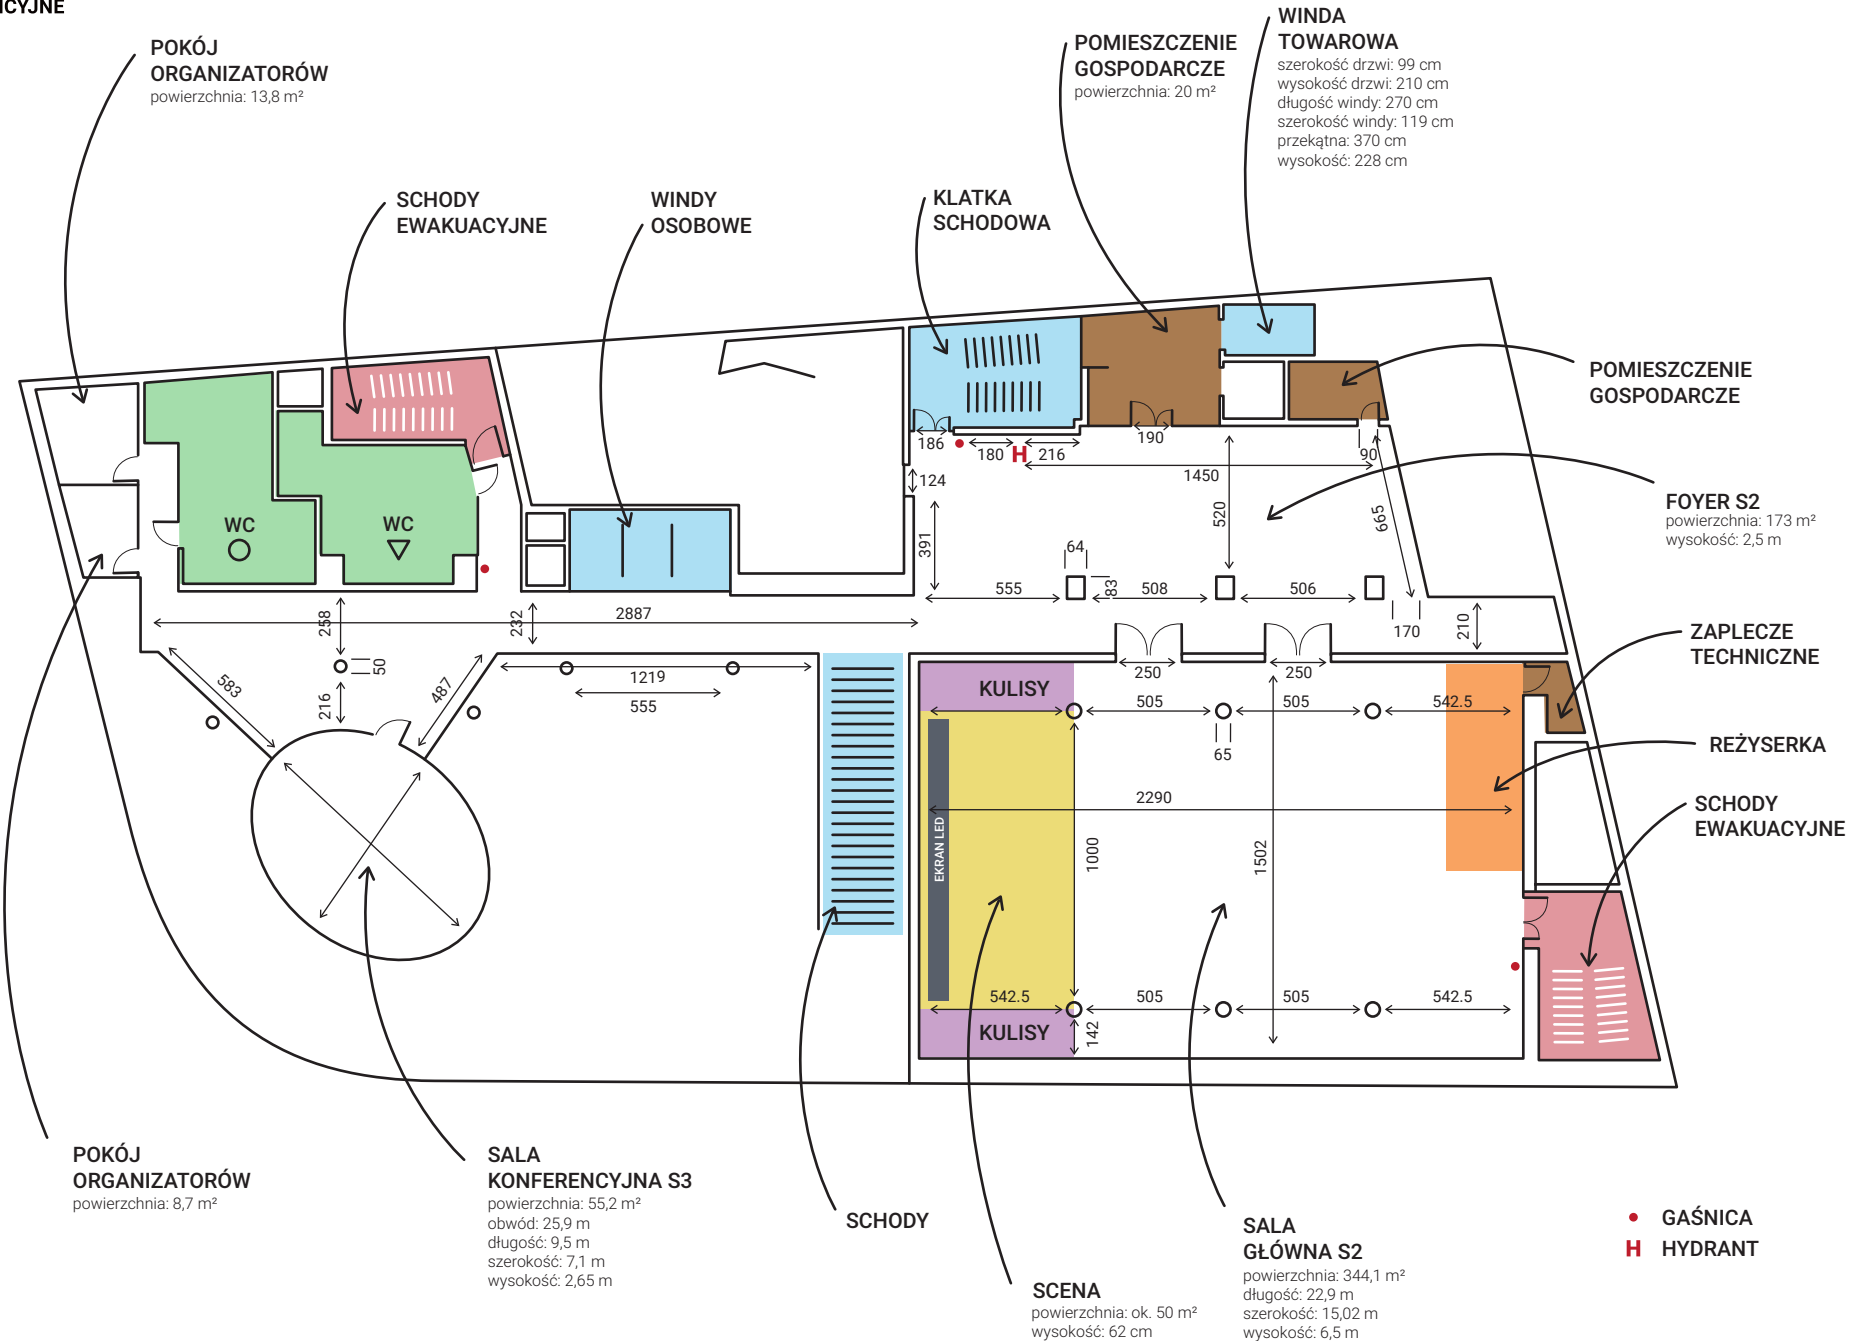 POKÓJ
ORGANIZATORÓW
powierzchnia: 13,8 m²
SCHODY
EWAKUACYJNE
WINDY
OSOBOWE
KLATKA
SCHODOWA
POMIESZCZENIE
GOSPODARCZE
powierzchnia: 20 m²
WINDA
TOWAROWA
szerokość drzwi: 99 cm
wysokość drzwi: 210 cm
długość windy: 270 cm
szerokość windy: 119 cm
przekątna: 370 cm
wysokość: 228 cm
POMIESZCZENIE
GOSPODARCZE
FOYER S2
powierzchnia: 173 m²
wysokość: 2,5 m
ZAPLECZE
TECHNICZNE
REŻYSERKA
SCHODY
EWAKUACYJNE
WC
WC
186
180
H
216
190
90
1450
124
391
520
665
64
83
555
508
506
170
210
258
232
2887
50
583
216
487
1219
555
KULISY
250
250
505
505
542.5
65
2290
EKRAN LED
1000
1502
542.5
505
505
542.5
KULISY
142
POKÓJ
ORGANIZATORÓW
powierzchnia: 8,7 m²
SALA
KONFERENCYJNA S3
powierzchnia: 55,2 m²
obwód: 25,9 m
długość: 9,5 m
szerokość: 7,1 m
wysokość: 2,65 m
SCHODY
SCENA
powierzchnia: ok. 50 m²
wysokość: 62 cm
SALA
GŁÓWNA S2
powierzchnia: 344,1 m²
długość: 22,9 m
szerokość: 15,02 m
wysokość: 6,5 m
GAŚNICA
H HYDRANT